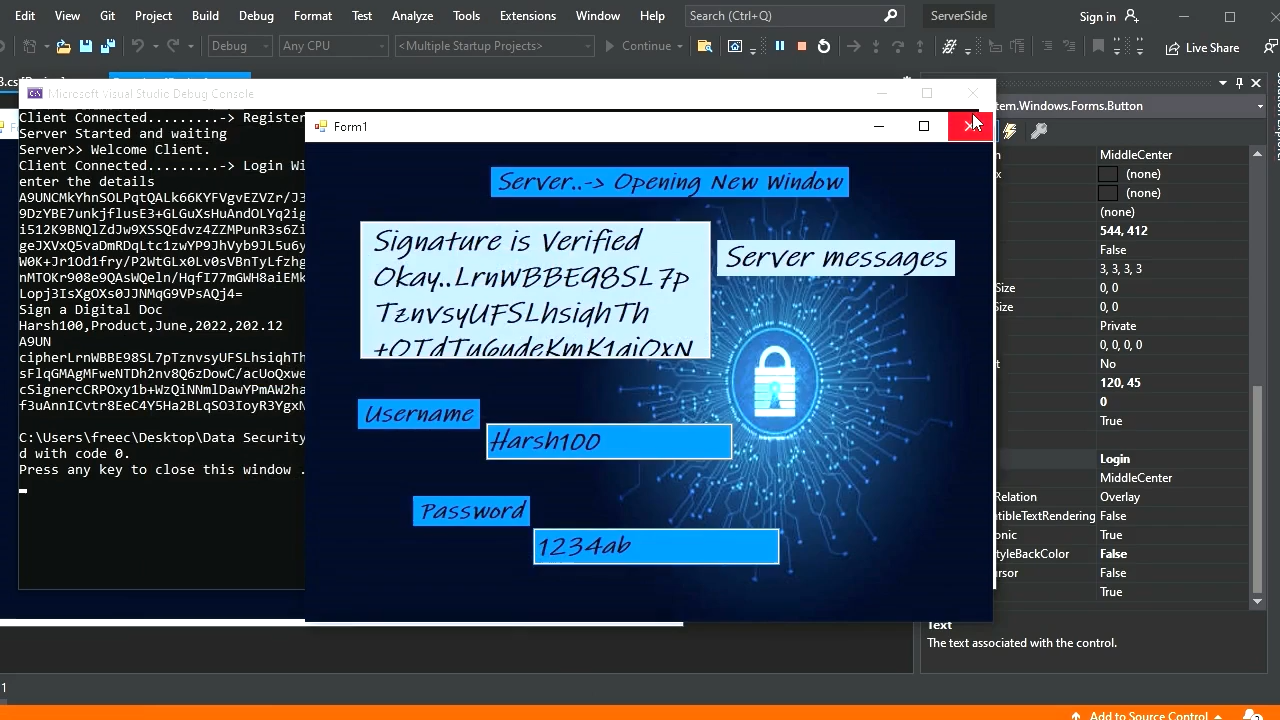 Edit View Git Project Build Debug Format Test Analyze Tools Extensions Window Help Search (Ctrl+Q) ServerSide Sign in
Debug Any CPU <Multiple Startup Projects> Continue Live Share
Microsoft Visual Studio Debug Console
Client Connected.........-> Register
Server Started and waiting
Server>> Welcome Client.
Client Connected.........-> Login Wi
enter the details
A9UNCMkYhnSOLPqtQALk66KYFVgvEZVZr/J3
9DzYBE7unkjflusE3+GLGuXsHuAndOLYq2ig
i512K9BNQlZdJw9XSSQEdvz4ZZMPunR3s6Zi
geJXVxQ5vaDmRDqLtc1zwYP9JhVyb9JL5u6y
W0K+Jr1Od1fry/P2WtGLx0Lv0sVBnTyLfzhg
nMTOKr908e9QAsWQeln/HqfI77mGWH8aiEMk
Lopj3IsXgOXs0JJNMqG9VPsAQj4=
Sign a Digital Doc
Harsh100,Product,June,2022,202.12
A9UN
cipherLrnWBBE98SL7pTznvsyUFSLhsiqhTh
sFlqGMAgMFweNTDh2nv8Q6zDowC/acUoQxwe
cSignercCRPOxy1b+WzQiNNmlDawYPmAW2ha
f3uAnnICvtr8EeC4Y5Ha2BLqSO3IoyR3YgxN
C:\Users\freec\Desktop\Data Security
d with code 0.
Press any key to close this window .
Form1
Server..-> Opening New Window
Signature is Verified
Okay..LrnWBBE98SL7p
TznvsyUFSLhsiqhTh
Server messages
Username
Harsh100
Password
1234ab
tem.Windows.Forms.Button
MiddleCenter
(none)
(none)
(none)
544, 412
False
3, 3, 3, 3
Size 0, 0
Size 0, 0
Private
0, 0, 0, 0
No
120, 45
0
True
Login
MiddleCenter
Relation Overlay
atibleTextRendering False
onic True
styleBackColor False
ursor False
True
Text
The text associated with the control.
1
Add to Source Control